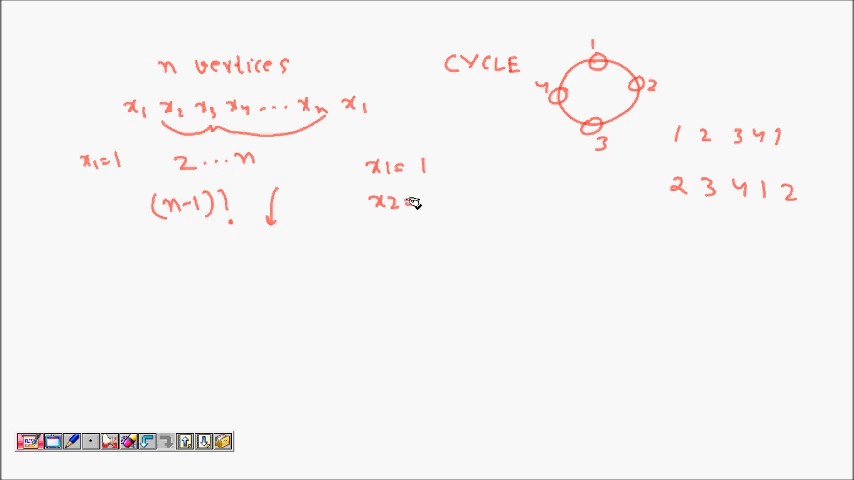 n vertices
x1 x2 x3 x4 ... xn x1
x1=1 2 ... n
(n-1)!
x1= 1
x2=
CYCLE
1
2
3
4
1 2 3 4 1
2 3 4 1 2